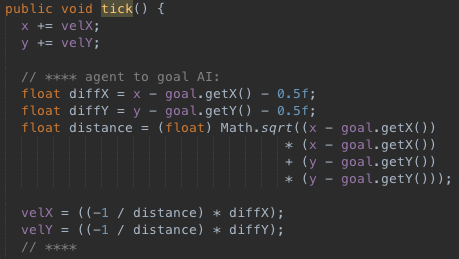 public void tick() {
x += velX;
y += velY;
// **** agent to goal AI:
float diffX = x - goal.getX() - 0.5f;
float diffY = y - goal.getY() - 0.5f;
float distance = (float) Math.sqrt((x - goal.getX())
* (x - goal.getX())
+ (y - goal.getY())
* (y - goal.getY()));
velX = ((-1 / distance) * diffX);
velY = ((-1 / distance) * diffY);
// ****